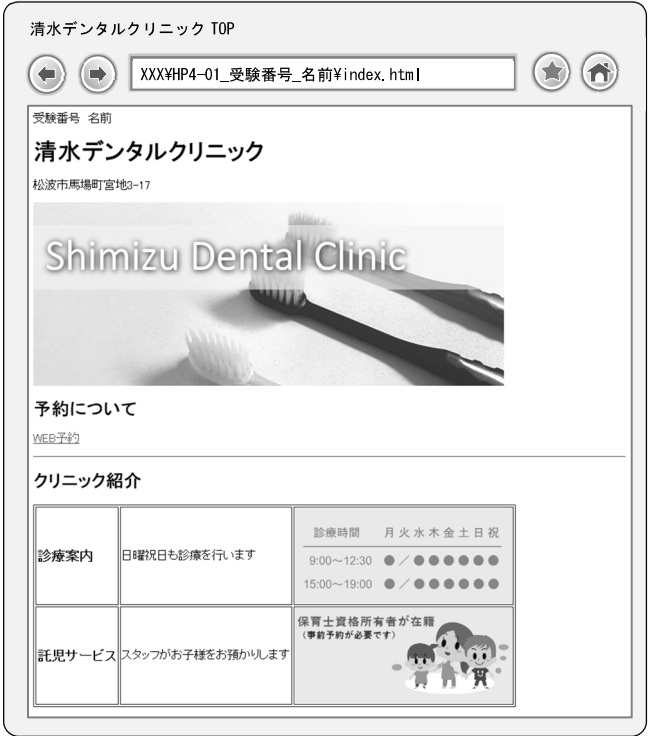 清水デンタルクリニック TOP
XXX¥HP4-01_受験番号_名前¥index.html
受験番号 名前
清水デンタルクリニック
松波市馬場町宮地3-17
Shimizu Dental Clinic
予約について
WEB予約
クリニック紹介
診療案内
日曜祝日も診療を行います
診療時間 月 火 水 木 金 土 日 祝
9:00～12:30 ● ／ ● ● ● ● ● ●
15:00～19:00 ● ／ ● ● ● ● ● ●
託児サービス
スタッフがお子様をお預かりします
保育士資格所有者が在籍
（事前予約が必要です）